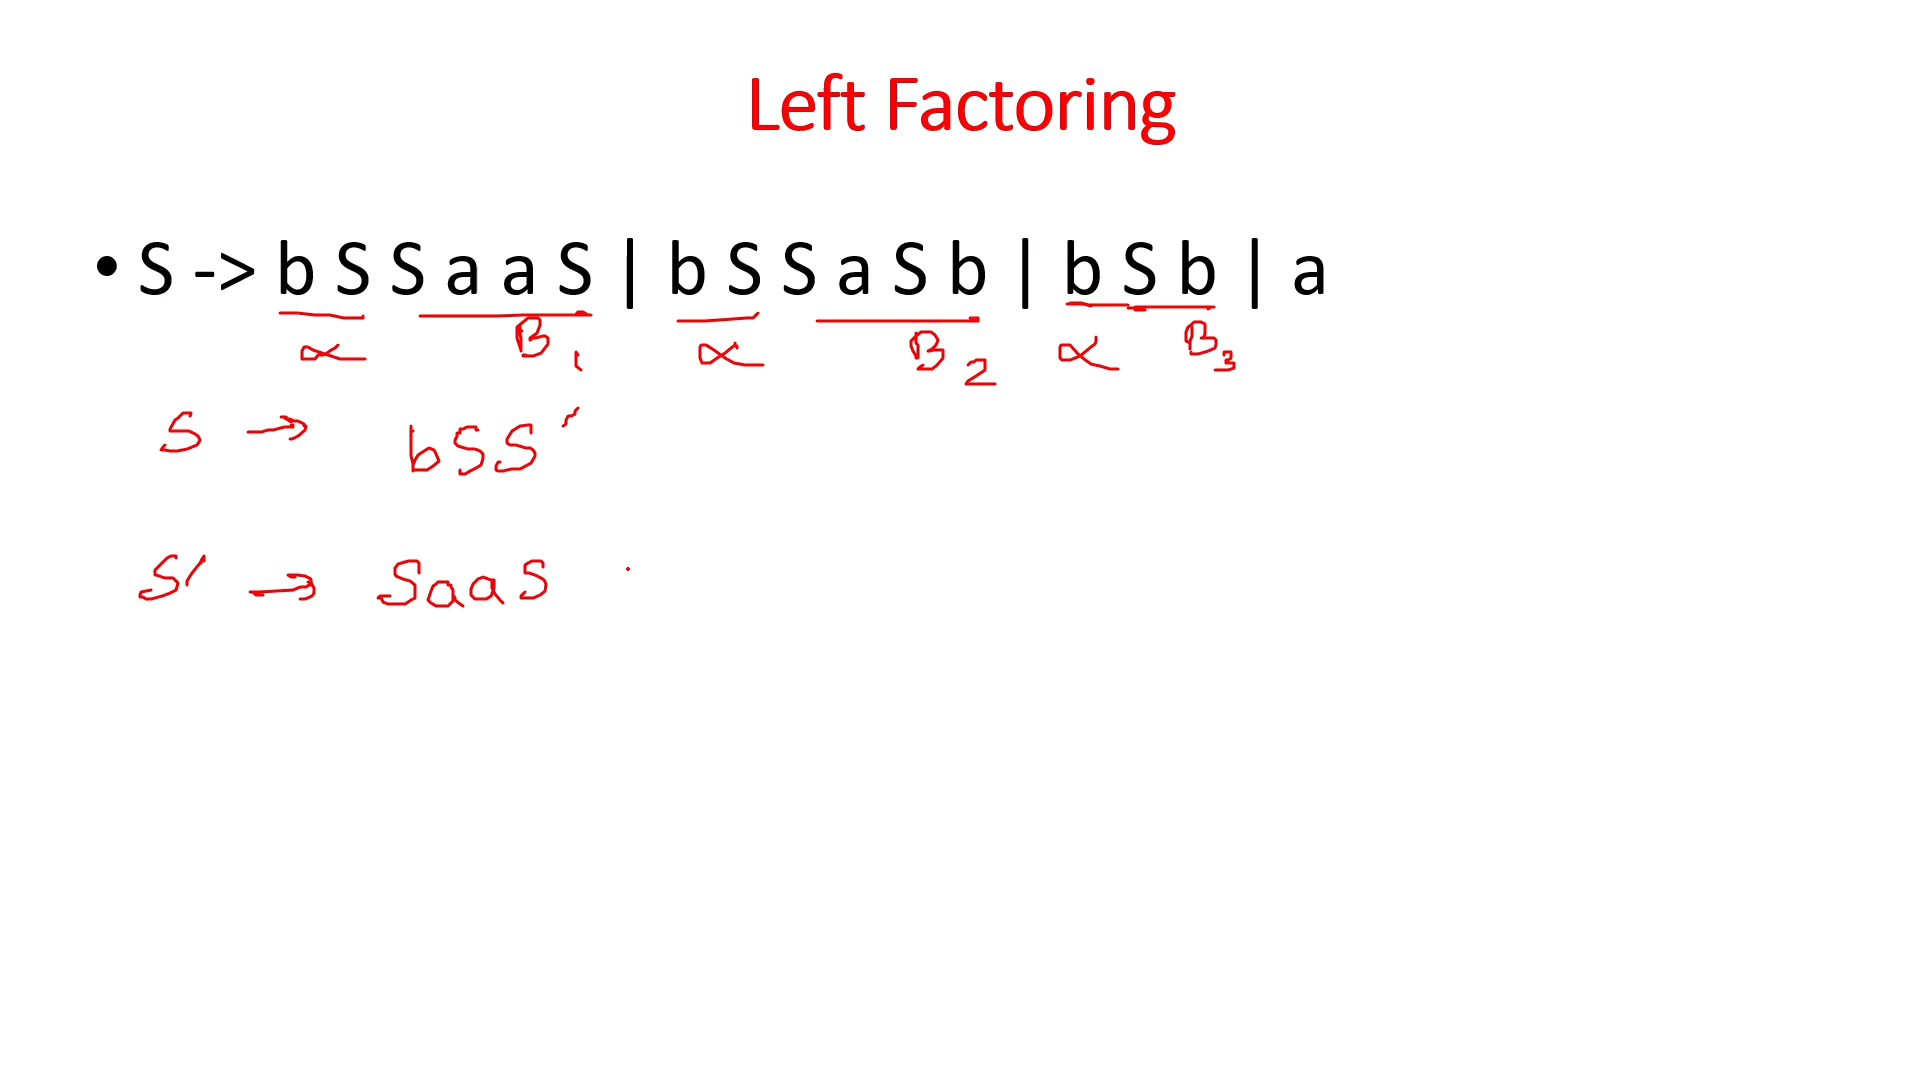 Left Factoring
• S -> b S S a a S | b S S a S b | b S b | a
∝ B1 ∝ B2 ∝ B3
S → bSS'
S' → SaaS